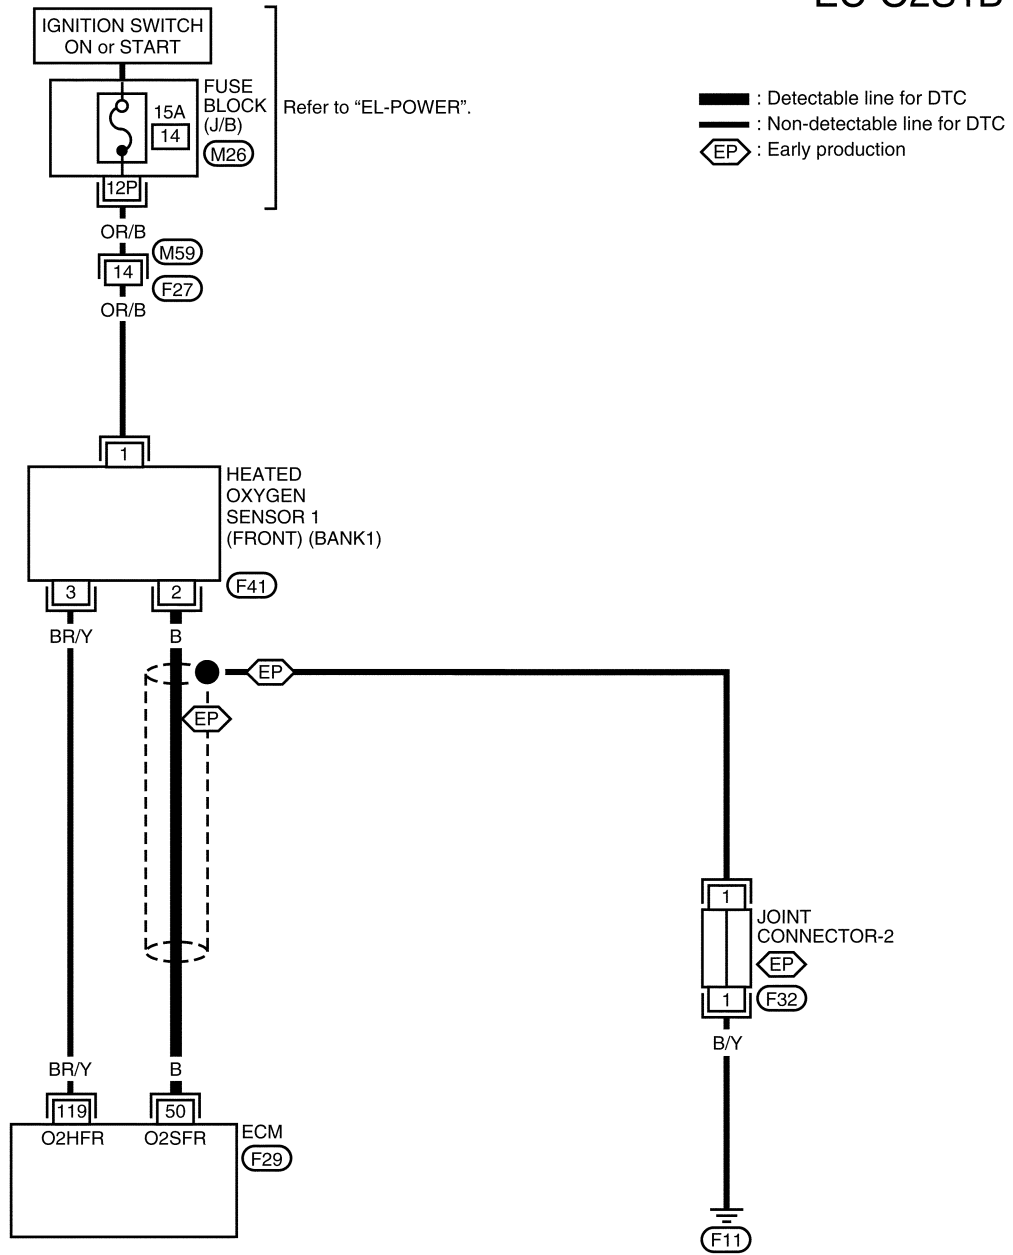 IGNITION SWITCH
ON or START
FUSE
BLOCK
(J/B)
15A
14
M26
Refer to “EL-POWER”.
: Detectable line for DTC
: Non-detectable line for DTC
EP : Early production
12P
OR/B
M59
14
F27
OR/B
1
HEATED
OXYGEN
SENSOR 1
(FRONT) (BANK1)
3
2
F41
BR/Y
B
EP
EP
1
JOINT
CONNECTOR-2
EP
1
F32
B/Y
BR/Y
B
119
50
O2HFR
O2SFR
ECM
F29
F11